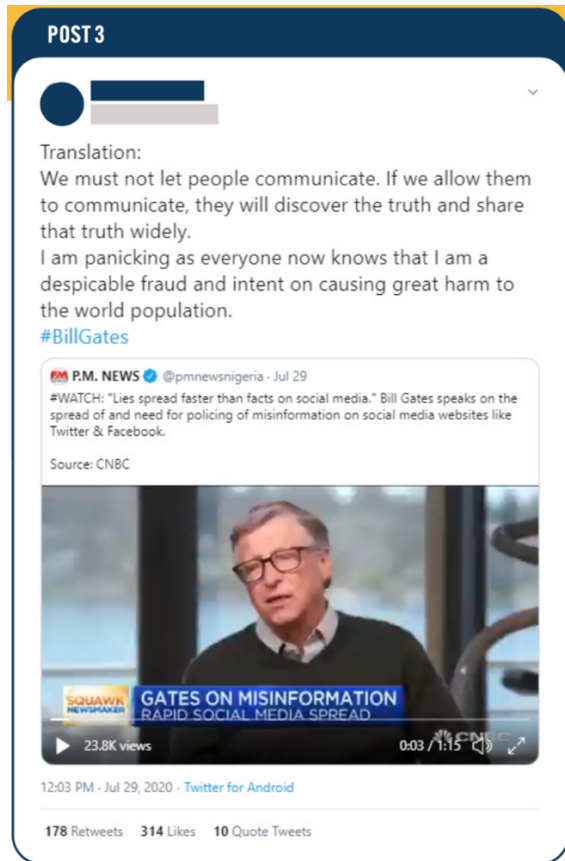 POST 3
Translation:
We must not let people communicate. If we allow them
to communicate, they will discover the truth and share
that truth widely.
I am panicking as everyone now knows that I am a
despicable fraud and intent on causing great harm to
the world population.
#BillGates
P.M. NEWS @pmnewsnigeria · Jul 29
#WATCH: "Lies spread faster than facts on social media." Bill Gates speaks on the
spread of and need for policing of misinformation on social media websites like
Twitter & Facebook.
Source: CNBC
SQUAWK
NEWSMAKER
GATES ON MISINFORMATION
RAPID SOCIAL MEDIA SPREAD
CNBC
23.8K views
0:03 / 1:15
12:03 PM · Jul 29, 2020 · Twitter for Android
178 Retweets 314 Likes 10 Quote Tweets